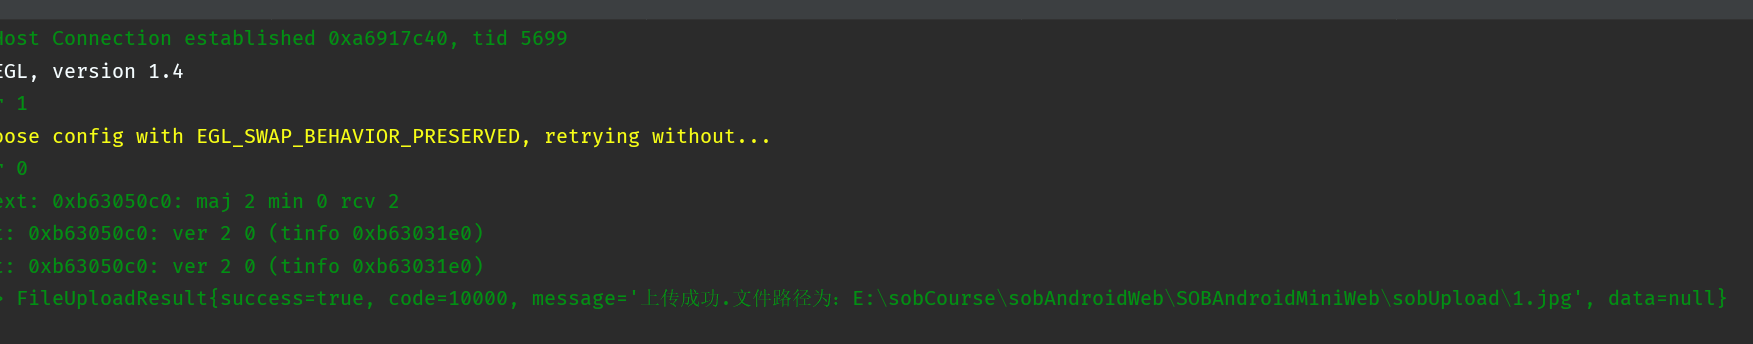 Host Connection established 0xa6917c40, tid 5699
EGL, version 1.4
1
config with EGL_SWAP_BEHAVIOR_PRESERVED, retrying without...
0
0xb63050c0: maj 2 min 0 rcv 2
0xb63050c0: ver 2 0 (tinfo 0xb63031e0)
0xb63050c0: ver 2 0 (tinfo 0xb63031e0)
FileUploadResult{success=true, code=10000, message='上传成功.文件路径为：E:\sobCourse\sobAndroidWeb\SOBAndroidMiniWeb\sobUpload\1.jpg', data=null}